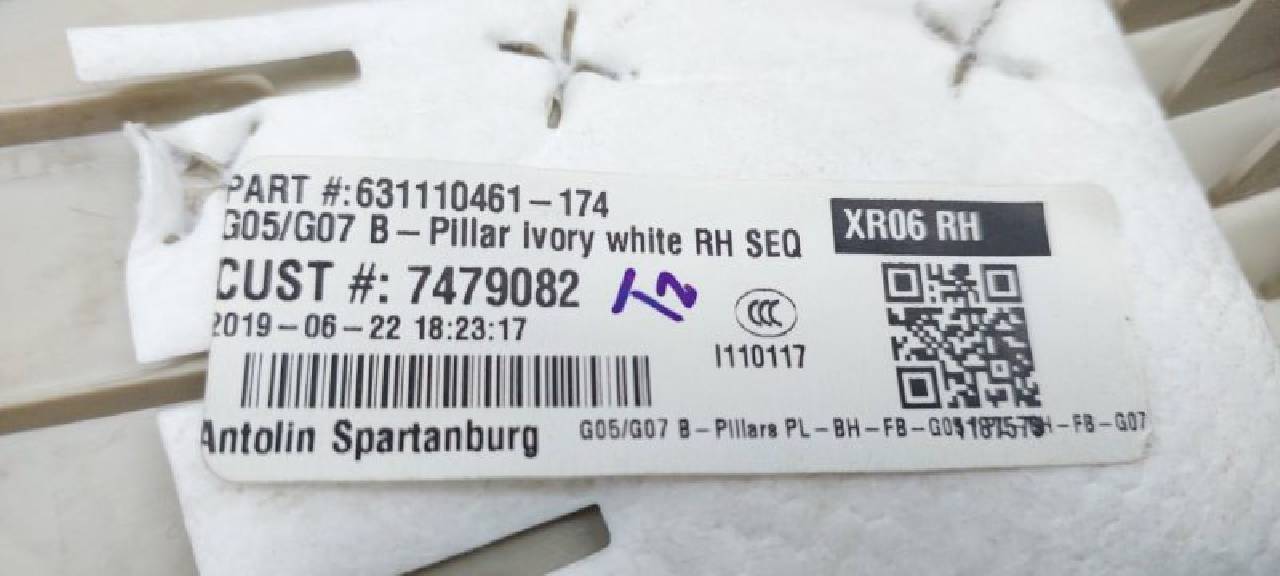 PART #:631110461-174
G05/G07 B-Pillar ivory white RH SEQ
XR06 RH
CUST #: 7479082
2019-06-22 18:23:17
CCC
I110117
Antolin Spartanburg
G05/G07 B-Pillars PL-BH-FB-G05 -FB-G07